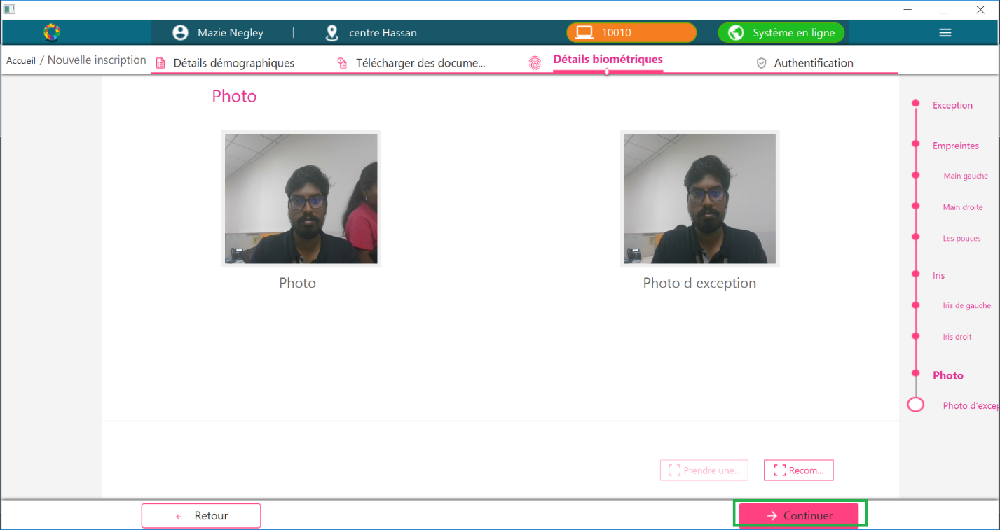 Mazie Negley | centre Hassan 10010 Système en ligne
Accueil / Nouvelle inscription Détails démographiques Télécharger des docume... Détails biométriques Authentification
Photo
Photo
Photo d exception
Exception
Empreintes
Main gauche
Main droite
Les pouces
Iris
Iris de gauche
Iris droit
Photo
Photo d'excep
Prendre une... Recom...
Retour Continuer